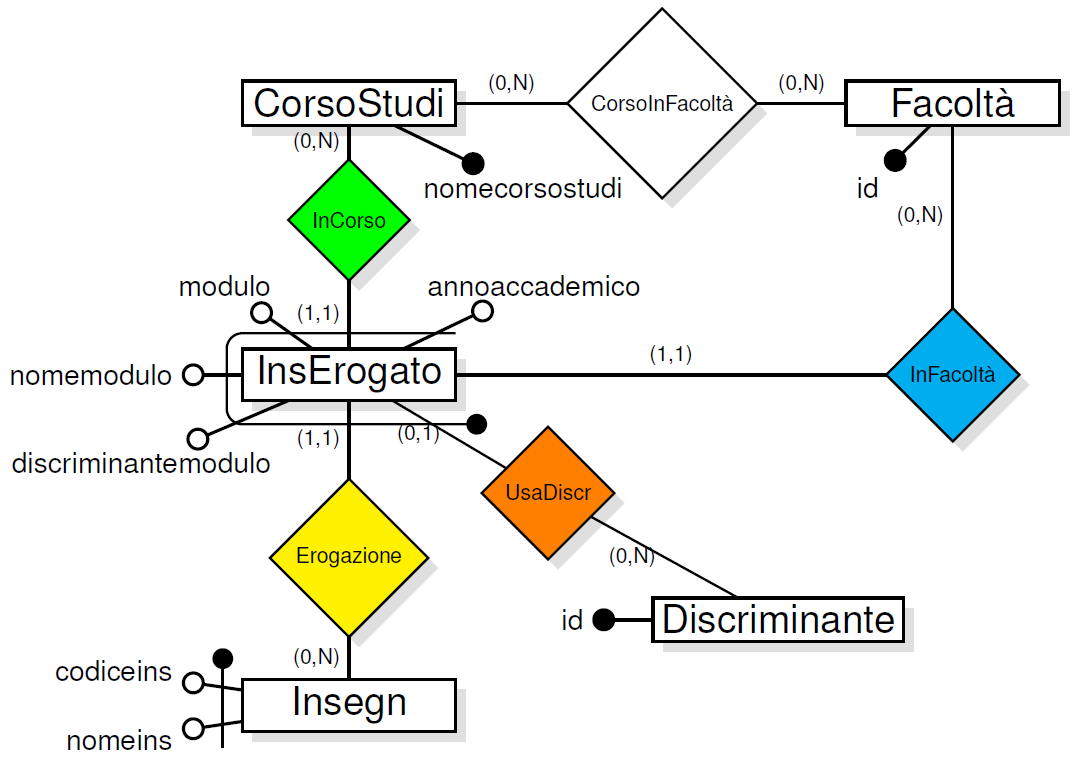 (0,N)
(0,N)
CorsoStudi
CorsoInFacoltà
Facoltà
(0,N)
nomecorsostudi
id
InCorso
(0,N)
modulo
annoaccademico
(1,1)
(1,1)
nomemodulo
InsErogato
InFacoltà
(1,1)
(0,1)
discriminantemodulo
UsaDiscr
Erogazione
(0,N)
id
Discriminante
(0,N)
codiceins
Insegn
nomeins